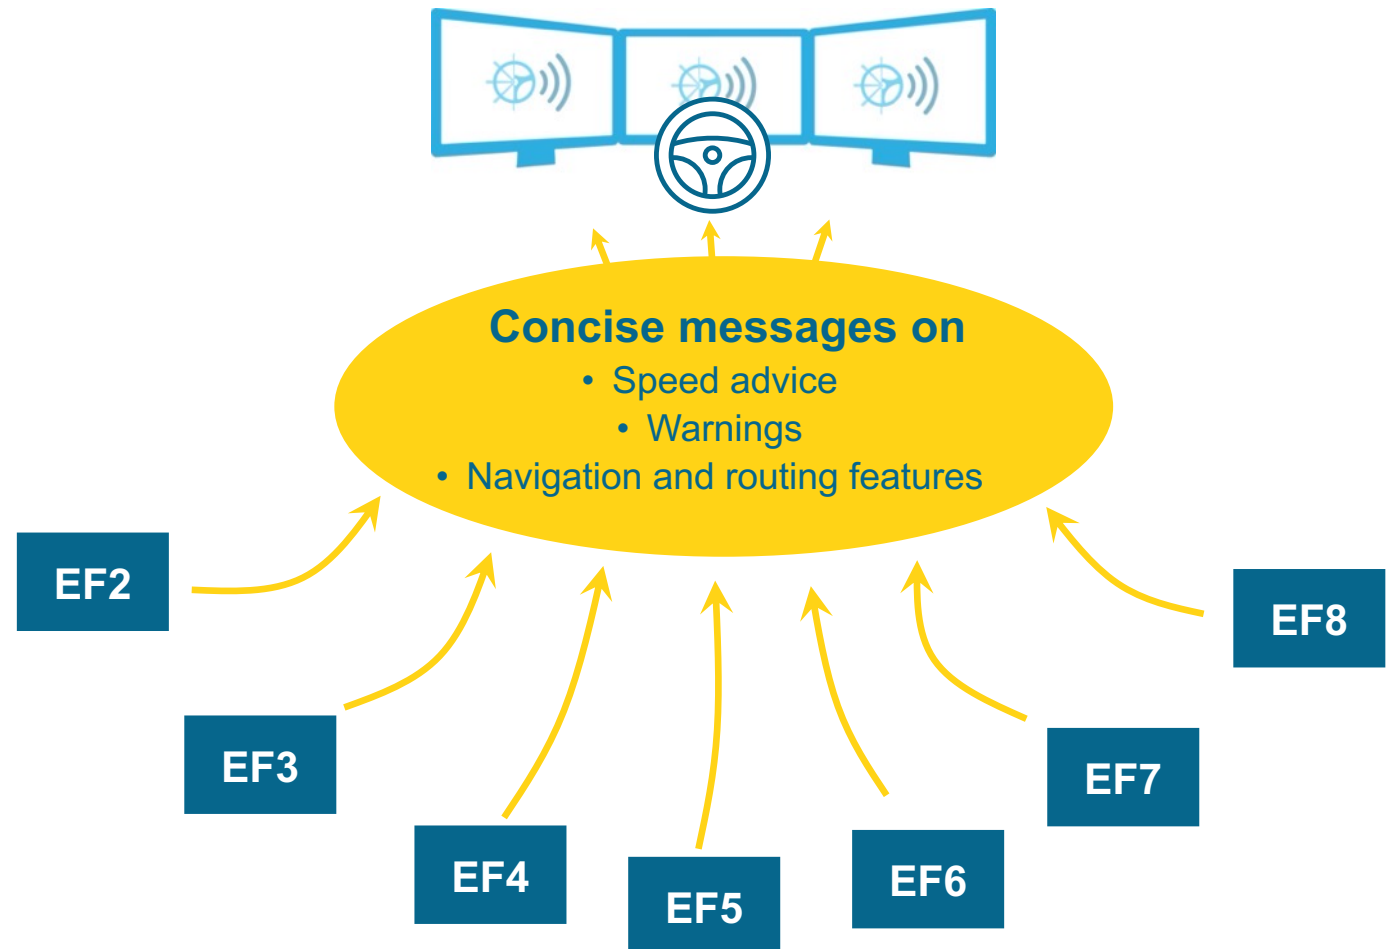 Concise messages on
• Speed advice
• Warnings
• Navigation and routing features
EF2
EF8
EF3
EF7
EF4
EF6
EF5